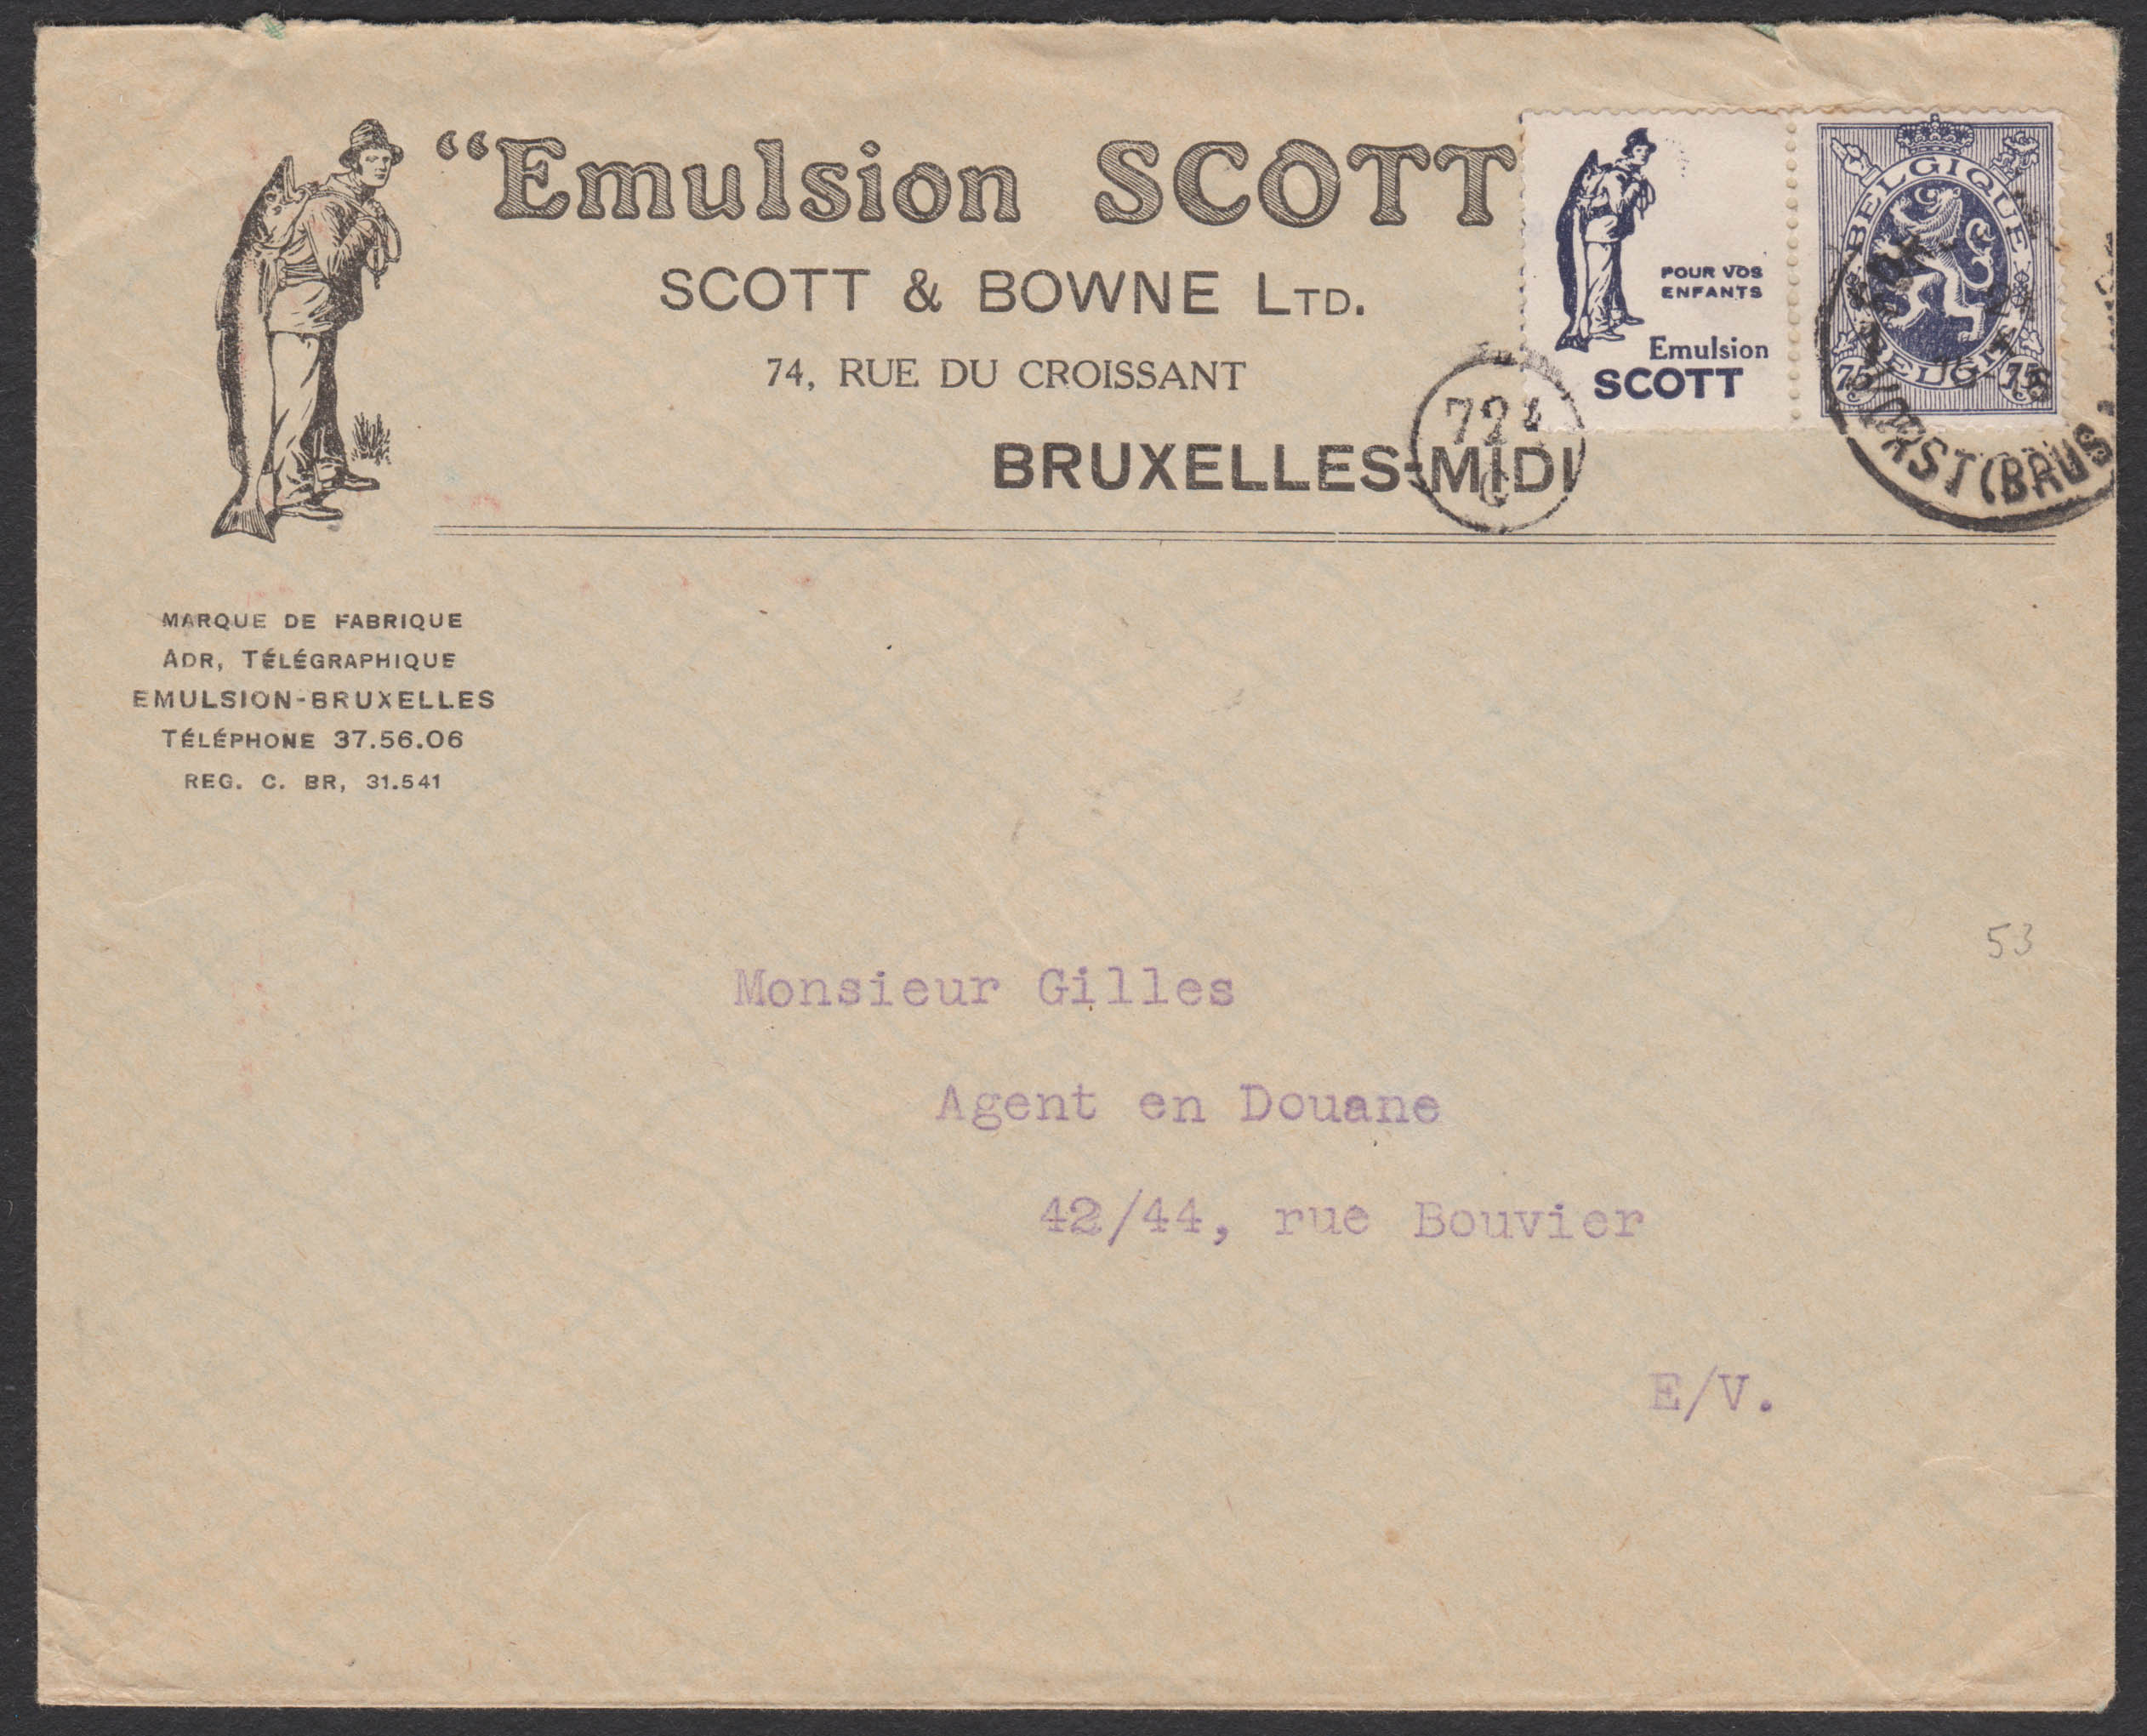 “Emulsion SCOTT
SCOTT & BOWNE LTD.
74, RUE DU CROISSANT
BRUXELLES-MIDI
POUR VOS
ENFANTS
Emulsion
SCOTT
BELGIQUE
BELGIË
75 75
VORST (BRUS
MARQUE DE FABRIQUE
ADR, TÉLÉGRAPHIQUE
EMULSION-BRUXELLES
TÉLÉPHONE 37.56.06
REG. C. BR, 31.541
53
Monsieur Gilles
Agent en Douane
42/44, rue Bouvier
E/V.